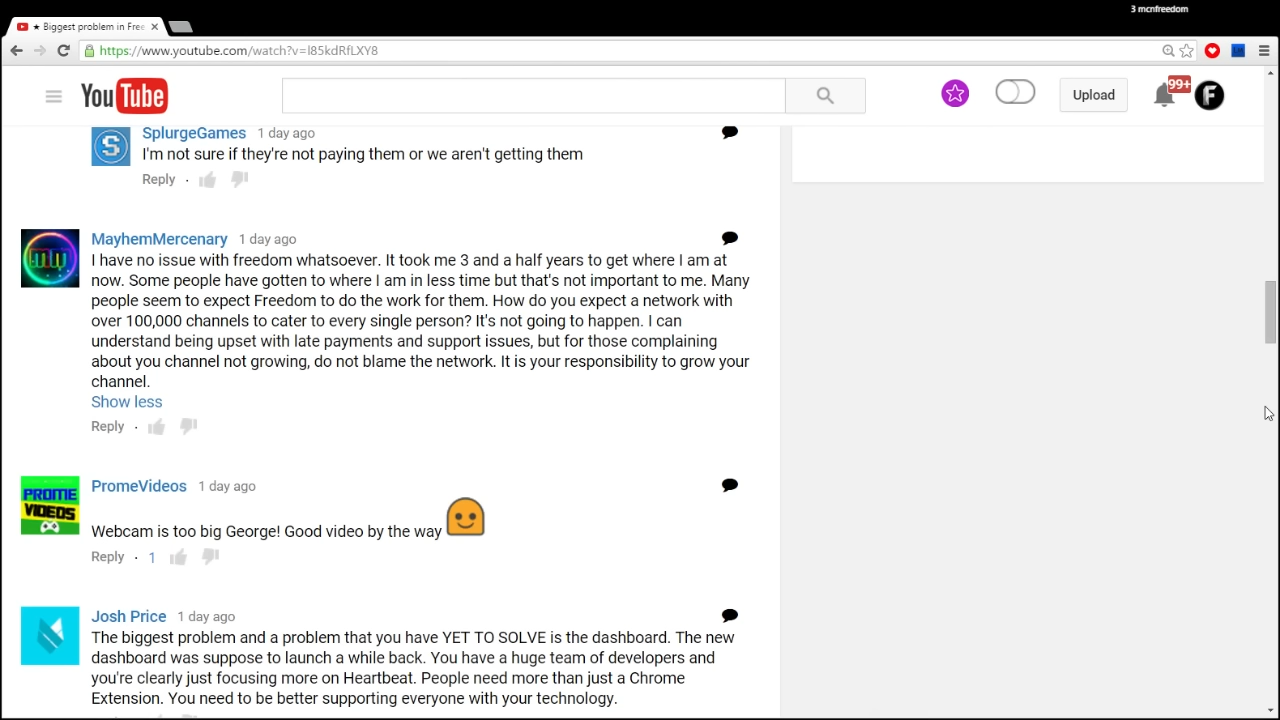 3 mcnfreedom
★ Biggest problem in Free
https://www.youtube.com/watch?v=l85kdRfLXY8
YouTube
Upload
99+
F
SplurgeGames 1 day ago
S
I'm not sure if they're not paying them or we aren't getting them
Reply
MayhemMercenary 1 day ago
I have no issue with freedom whatsoever. It took me 3 and a half years to get where I am at
now. Some people have gotten to where I am in less time but that's not important to me. Many
people seem to expect Freedom to do the work for them. How do you expect a network with
over 100,000 channels to cater to every single person? It's not going to happen. I can
understand being upset with late payments and support issues, but for those complaining
about you channel not growing, do not blame the network. It is your responsibility to grow your
channel.
Show less
Reply
PromeVideos 1 day ago
PROME
VIDEOS
Webcam is too big George! Good video by the way
Reply · 1
Josh Price 1 day ago
The biggest problem and a problem that you have YET TO SOLVE is the dashboard. The new
dashboard was suppose to launch a while back. You have a huge team of developers and
you're clearly just focusing more on Heartbeat. People need more than just a Chrome
Extension. You need to be better supporting everyone with your technology.